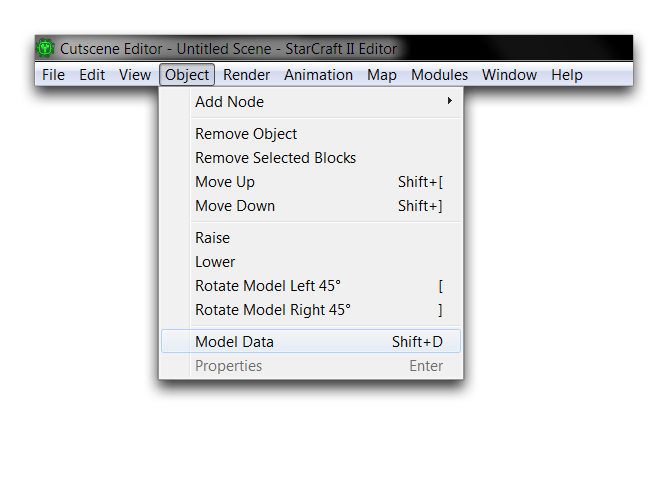 Cutscene Editor - Untitled Scene - StarCraft II Editor
File Edit View Object Render Animation Map Modules Window Help
Add Node
Remove Object
Remove Selected Blocks
Move Up Shift+[
Move Down Shift+]
Raise
Lower
Rotate Model Left 45° [
Rotate Model Right 45° ]
Model Data Shift+D
Properties Enter